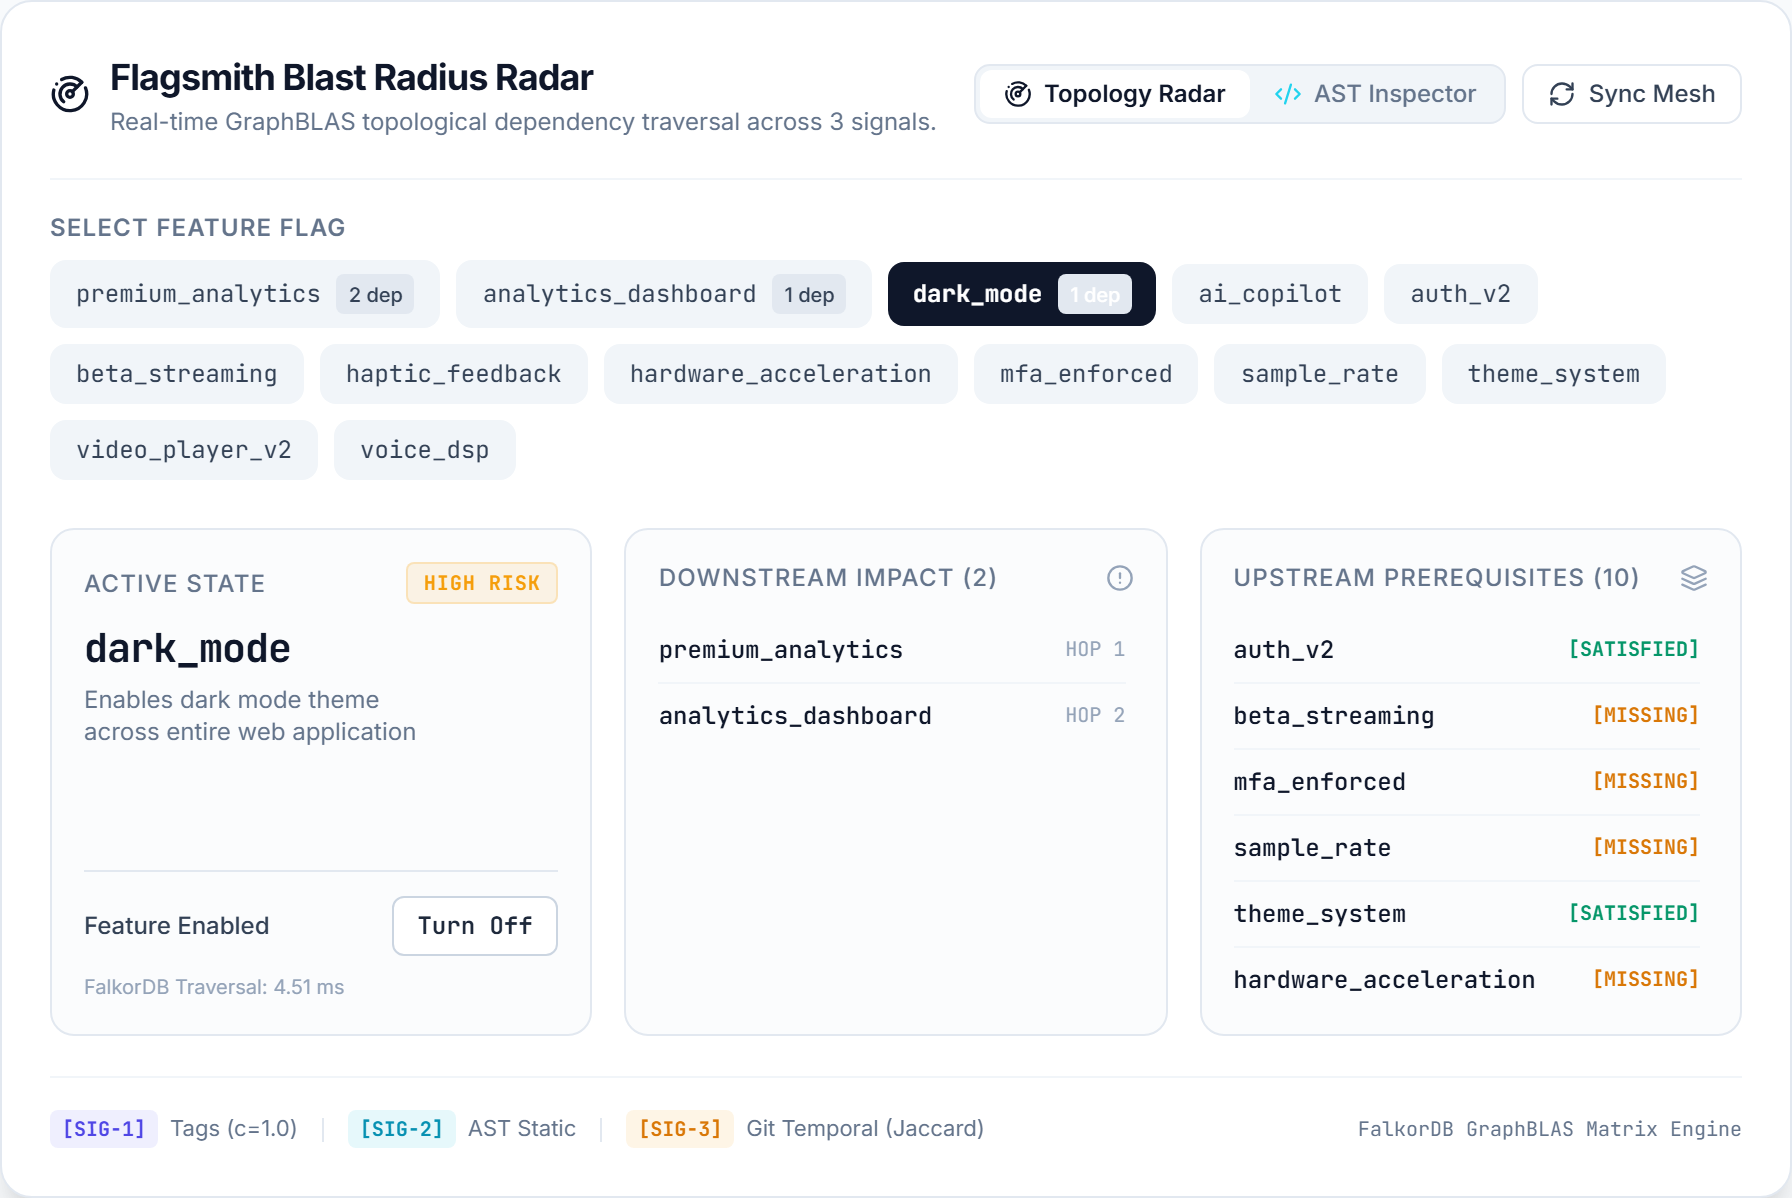 Flagsmith Blast Radius Radar
Real-time GraphBLAS topological dependency traversal across 3 signals.
Topology Radar
AST Inspector
Sync Mesh
SELECT FEATURE FLAG
premium_analytics 2 dep
analytics_dashboard 1 dep
dark_mode 1 dep
ai_copilot
auth_v2
beta_streaming
haptic_feedback
hardware_acceleration
mfa_enforced
sample_rate
theme_system
video_player_v2
voice_dsp
ACTIVE STATE
HIGH RISK
dark_mode
Enables dark mode theme
across entire web application
Feature Enabled
Turn Off
FalkorDB Traversal: 4.51 ms
DOWNSTREAM IMPACT (2)
premium_analytics HOP 1
analytics_dashboard HOP 2
UPSTREAM PREREQUISITES (10)
auth_v2 [SATISFIED]
beta_streaming [MISSING]
mfa_enforced [MISSING]
sample_rate [MISSING]
theme_system [SATISFIED]
hardware_acceleration [MISSING]
[SIG-1] Tags (c=1.0)
[SIG-2] AST Static
[SIG-3] Git Temporal (Jaccard)
FalkorDB GraphBLAS Matrix Engine